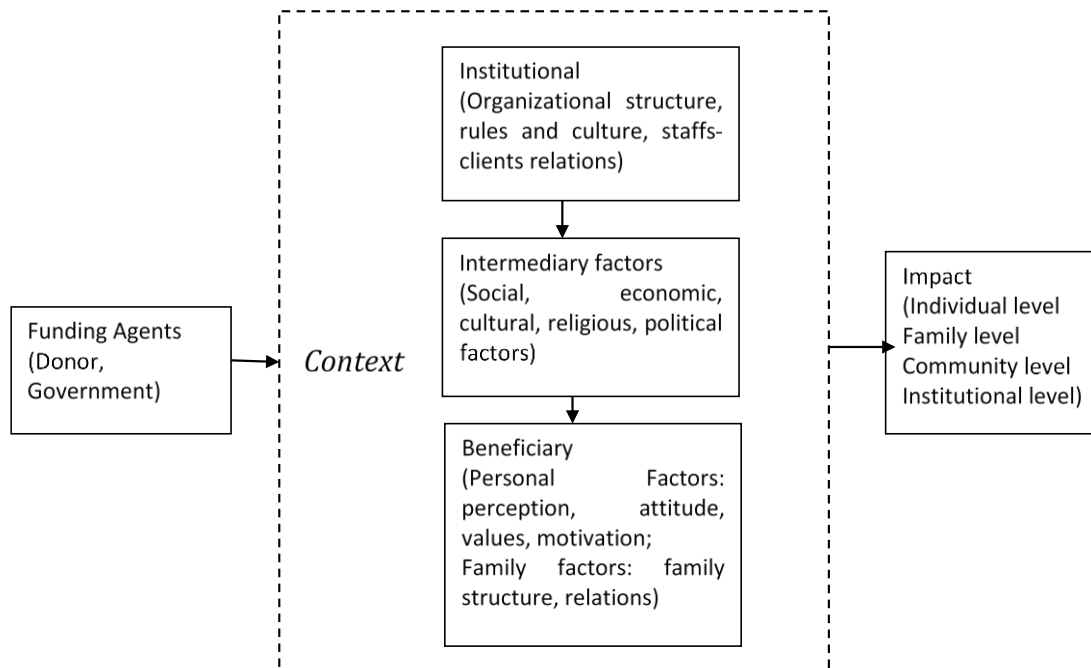 Institutional
(Organizational structure,
rules and culture, staffs-
clients relations)
Intermediary factors
(Social, economic,
cultural, religious, political
factors)
Funding Agents
(Donor,
Government)
Context
Impact
(Individual level
Family level
Community level
Institutional level)
Beneficiary
(Personal Factors:
perception, attitude,
values, motivation;
Family factors: family
structure, relations)